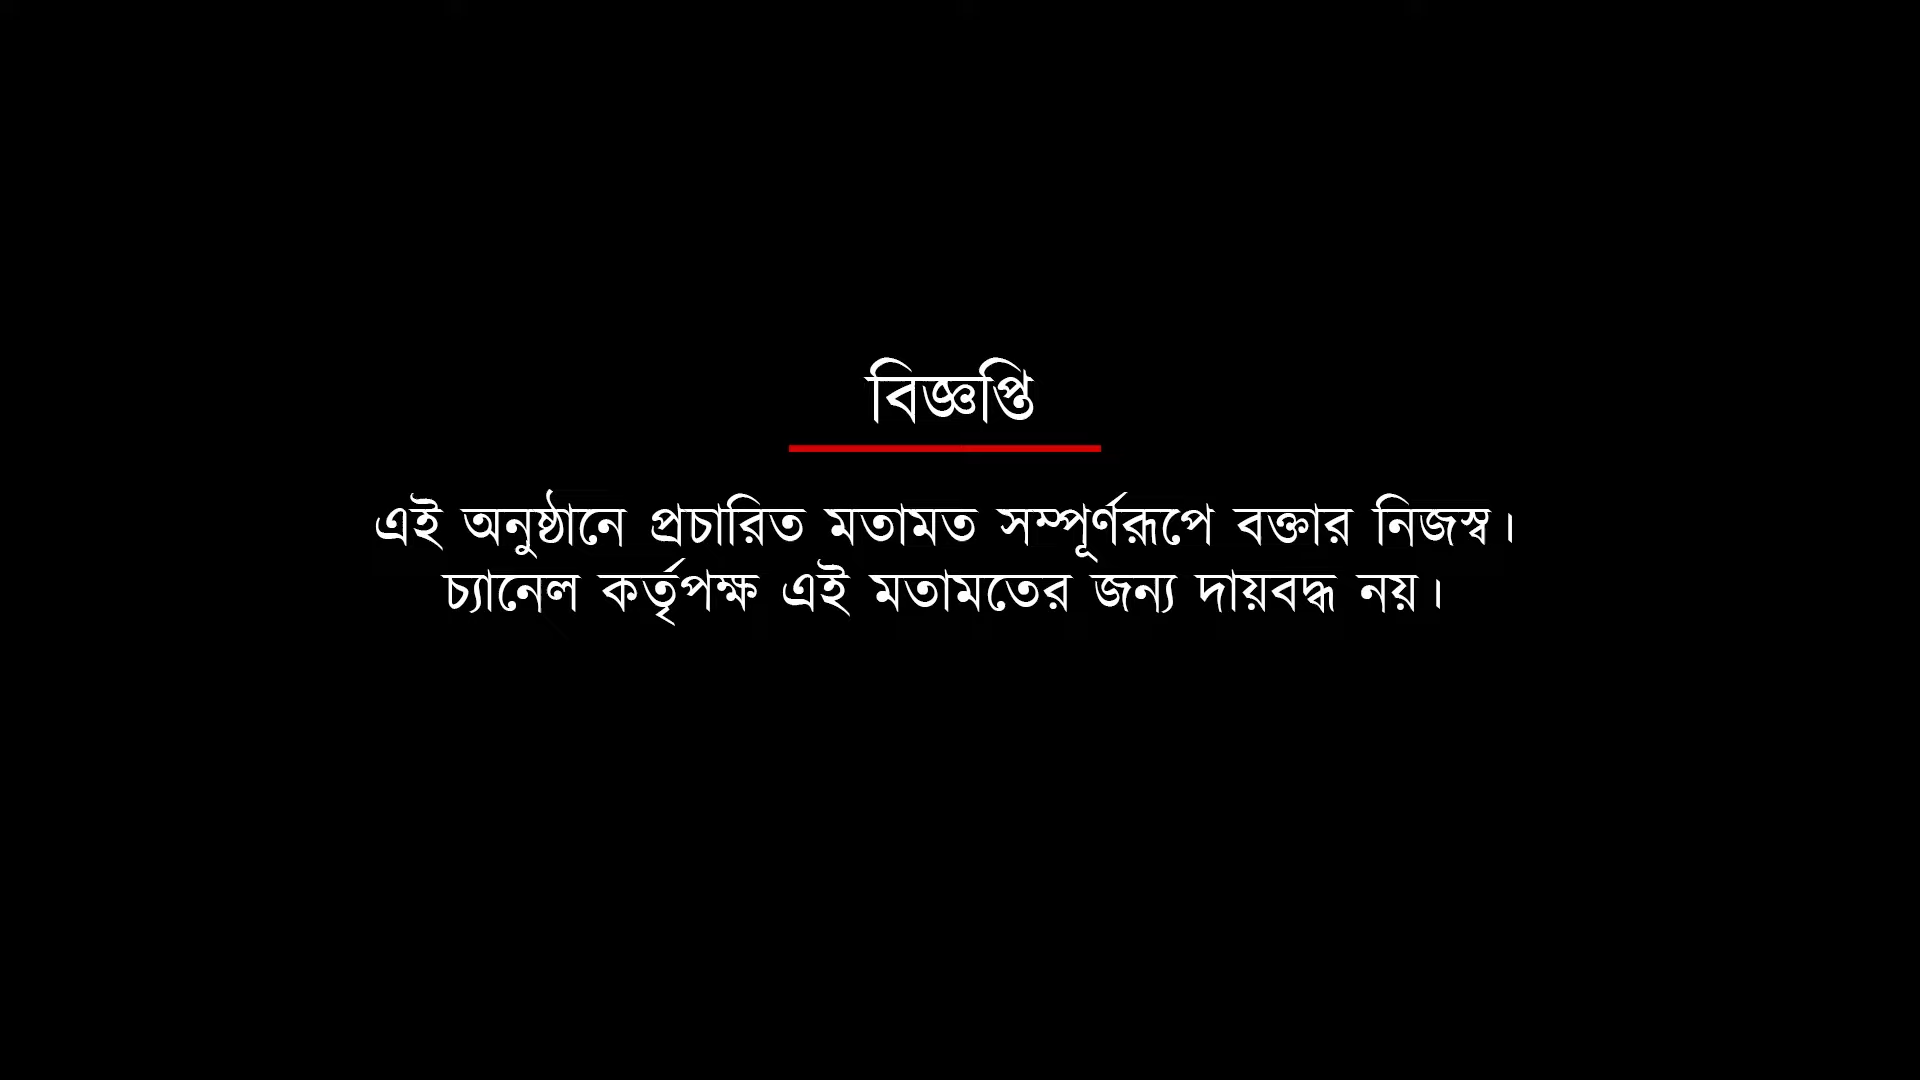 বিজ্ঞপ্তি
এই অনুষ্ঠানে প্রচারিত মতামত সম্পূর্ণরূপে বক্তার নিজস্ব।
চ্যানেল কর্তৃপক্ষ এই মতামতের জন্য দায়বদ্ধ নয়।